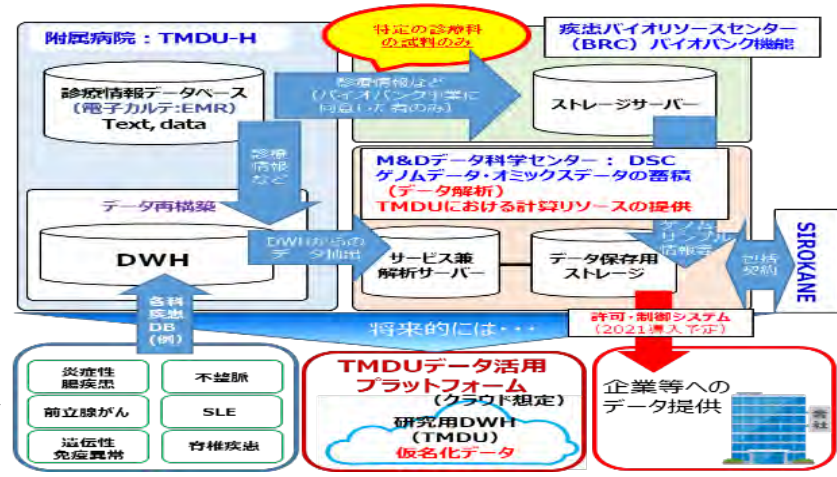 附属病院：TMDU-H
診療情報データベース
(電子カルテ:EMR)
Text, data
特定の診療科
の試料のみ
診療情報など
(バイオバンク事業に
同意した者のみ)
疾患バイオリソースセンター
（BRC）バイオバンク機能
ストレージサーバー
診療
情報
など
M&Dデータ科学センター： DSC
ゲノムデータ・オミックスデータの蓄積
（データ解析）
TMDUにおける計算リソースの提供
データ再構築
DWH
DWHからの
データ抽出
サービス兼
解析サーバー
データ保存用
ストレージ
ゲノム
サンプル
情報等
包括
契約
SIROKANE
各科
疾患
DB
(例)
将来的には・・・
許可・制御システム
(2021導入予定)
炎症性
腸疾患
不整脈
前立腺がん
SLE
遺伝性
免疫異常
脊椎疾患
TMDUデータ活用
プラットフォーム
(クラウド想定)
研究用DWH
(TMDU)
仮名化データ
企業等への
データ提供
会社